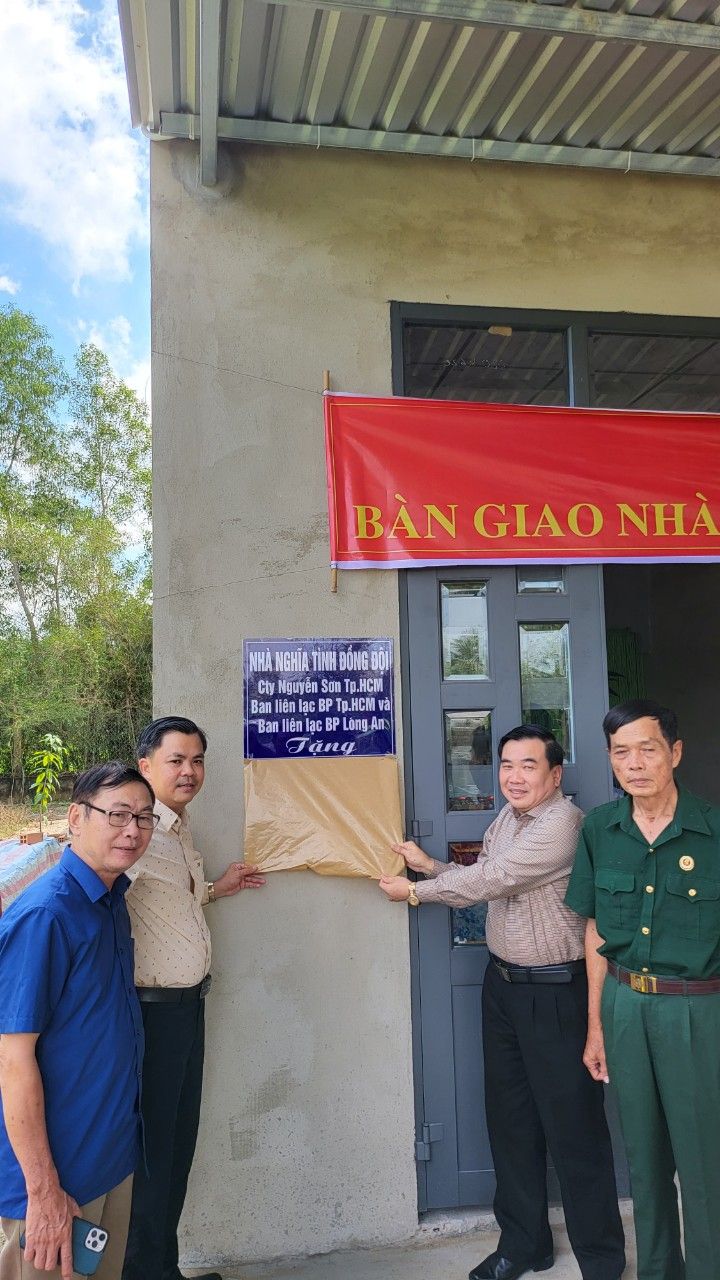 BÀN GIAO NHÀ
NHÀ NGHĨA TÌNH ĐỒNG ĐỘI
Cty Nguyên Sơn Tp.HCM
Ban liên lạc BP Tp.HCM và
Ban liên lạc BP Long An
Tặng